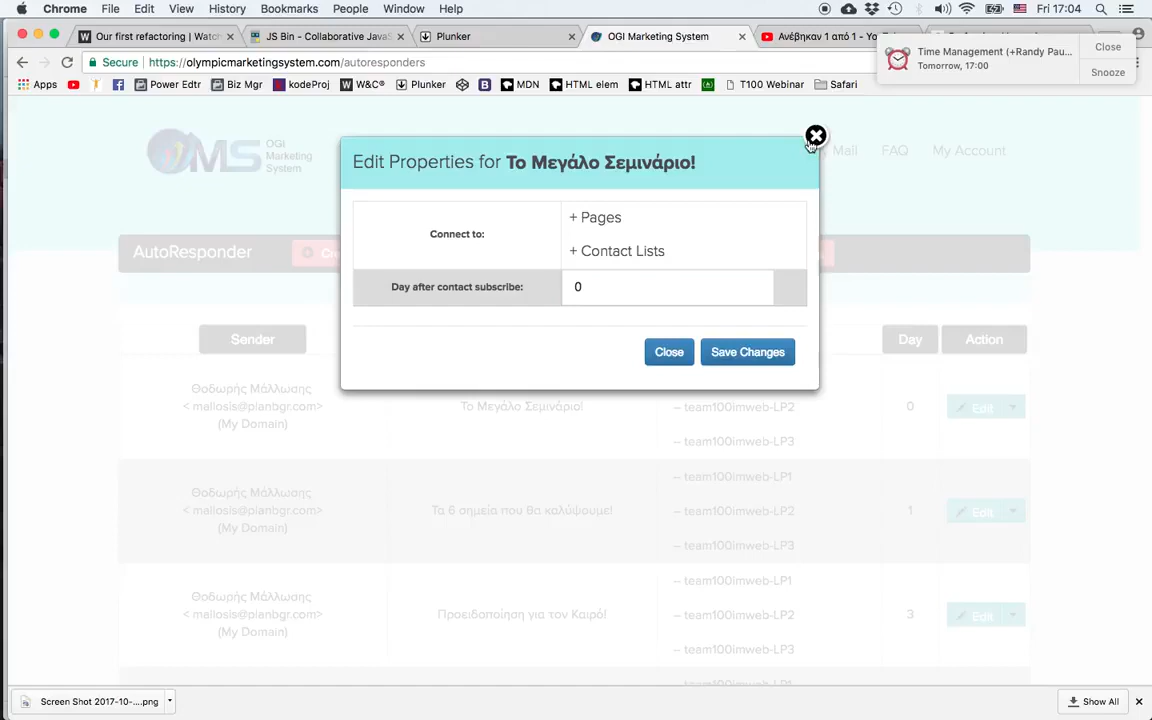 Chrome File Edit View History Bookmarks People Window Help
Fri 17:04
Our first refactoring | Watch
JS Bin - Collaborative JavaS
Plunker
OGI Marketing System
Ανέβηκαν 1 από 1 - Yo
Secure | https://olympicmarketingsystem.com/autoresponders
Time Management (+Randy Pau...
Tomorrow, 17:00
Close
Snooze
Apps Power Edtr Biz Mgr kodeProj W&C® Plunker MDN HTML elem HTML attr T100 Webinar Safari
MS
OGI
Marketing
System
Mall FAQ My Account
Edit Properties for Το Μεγάλο Σεμινάριο!
Connect to:
+ Pages
+ Contact Lists
Day after contact subscribe: 0
Close Save Changes
AutoResponder
Sender Day Action
Θοδωρής Μάλλωσης
< mallosis@pianbgr.com>
(My Domain)
Το Μεγάλο Σεμινάριο!
-- team100imweb-LP2
-- team100imweb-LP3
0 Edit
Θοδωρής Μάλλωσης
< mallosis@pianbgr.com>
(My Domain)
Τα 6 σημεία που θα καλύψουμε!
-- team100imweb-LP1
-- team100imweb-LP2
-- team100imweb-LP3
1 Edit
Θοδωρής Μάλλωσης
< mallosis@pianbgr.com>
(My Domain)
Προειδοποίηση για τον Καιρό!
-- team100imweb-LP1
-- team100imweb-LP2
-- team100imweb-LP3
3 Edit
Screen Shot 2017-10-....png
Show All